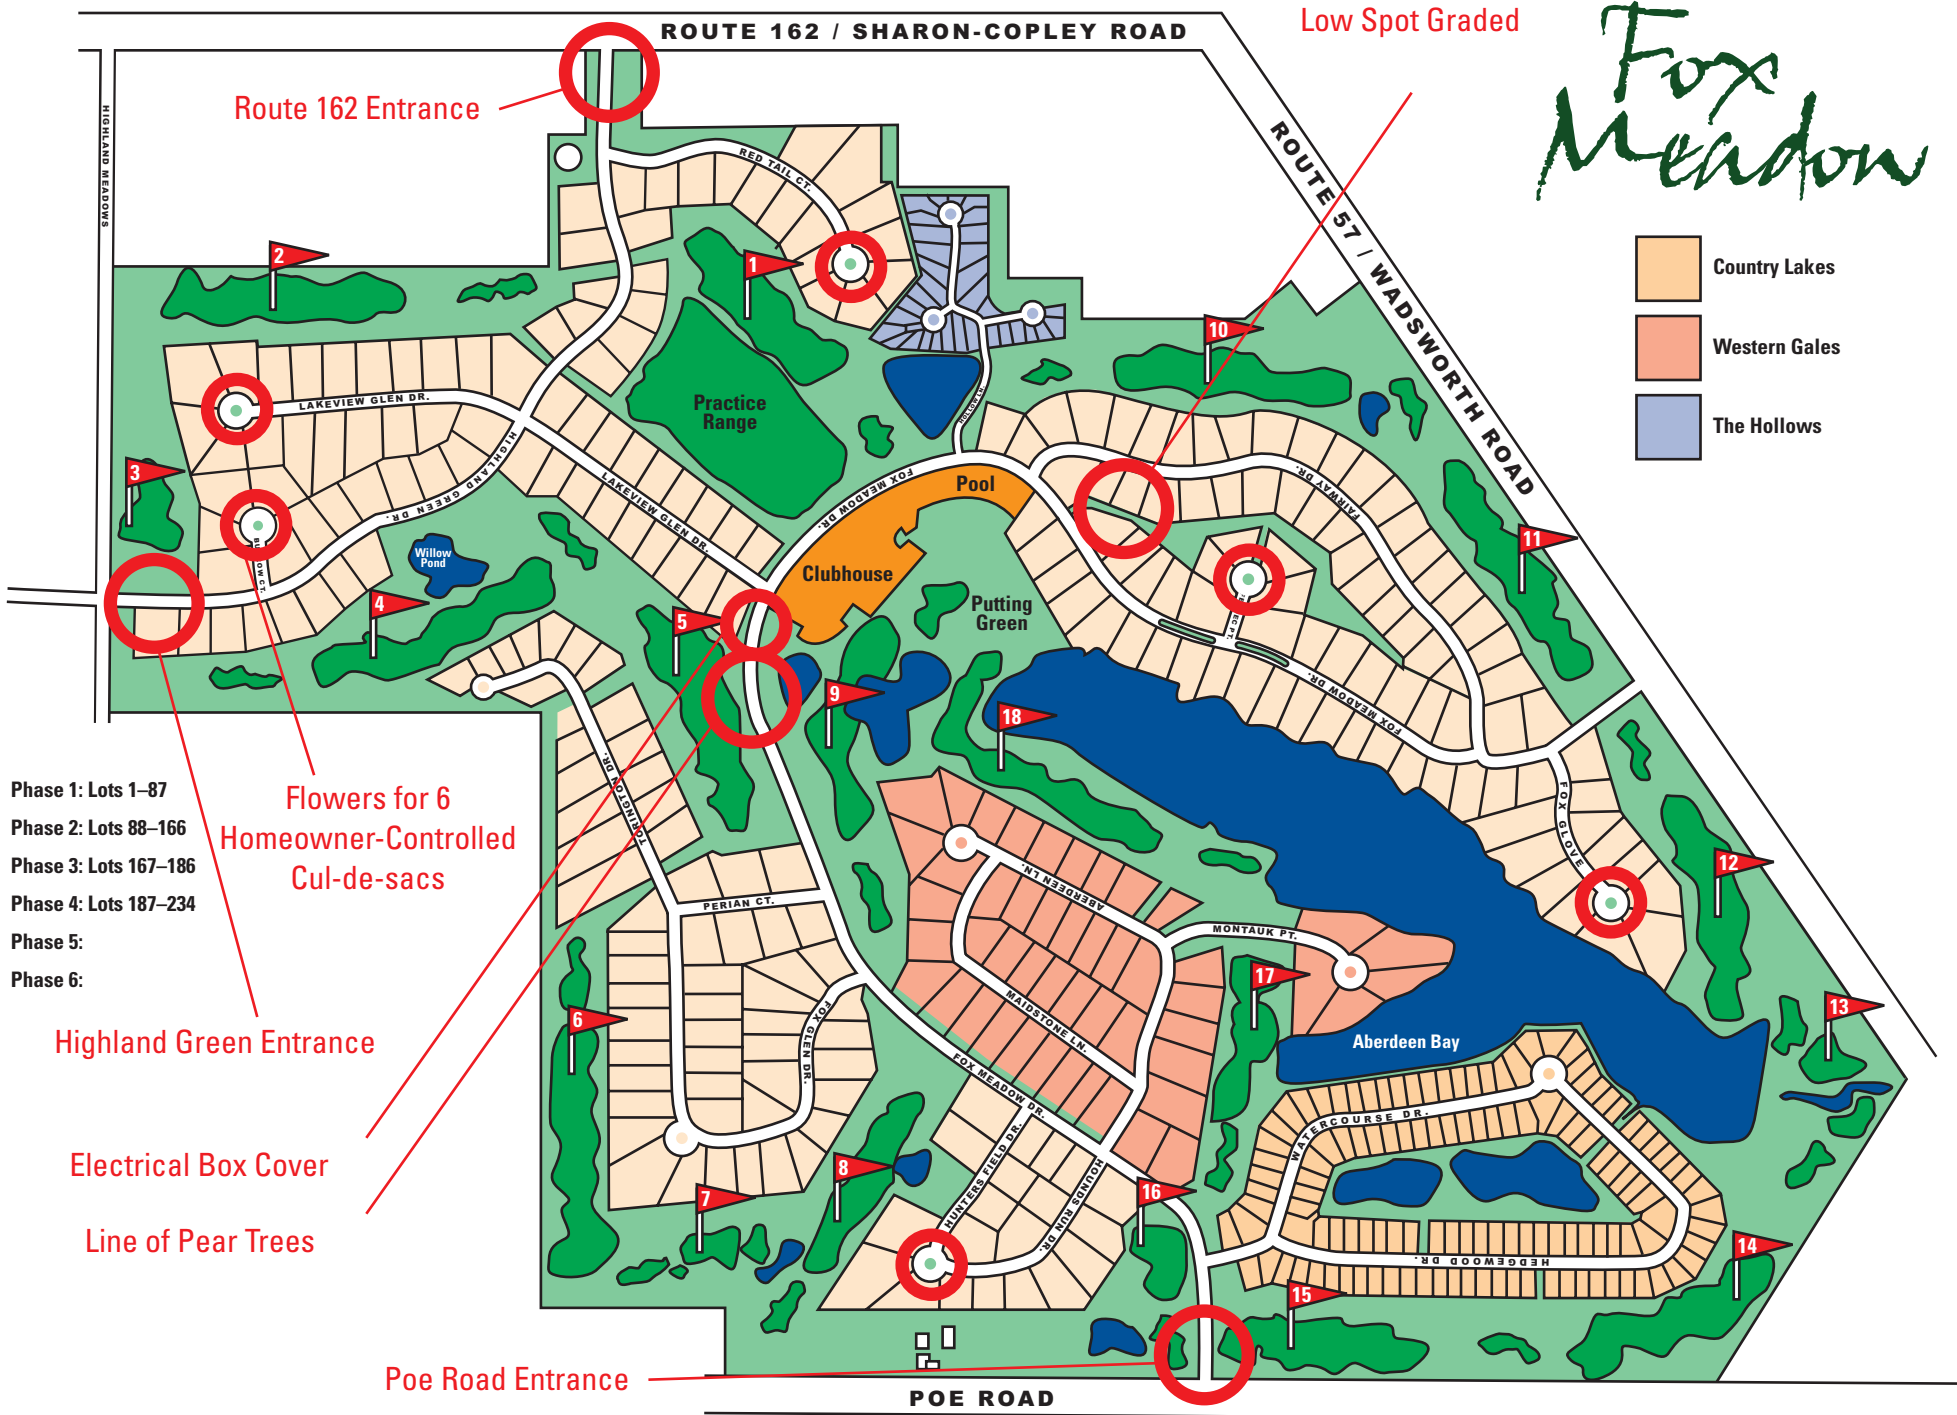 ROUTE 162 / SHARON-COPLEY ROAD
Low Spot Graded
Fox
Meadow
Route 162 Entrance
HIGHLAND MEADOWS
RED TAIL CT.
ROUTE 57 / WADSWORTH ROAD
Country Lakes
Western Gales
The Hollows
2
1
10
Practice
Range
LAKEVIEW GLEN DR.
HIGHLAND GREEN DR.
LAKEVIEW GLEN DR.
FOX MEADOW DR.
Pool
FAIRWAY DR.
3
11
Willow
Pond
Clubhouse
4
5
Putting
Green
9
18
FOX MEADOW DR.
TORINGTON DR.
FOX GLOVE
Phase 1: Lots 1–87
Phase 2: Lots 88–166
Phase 3: Lots 167–186
Phase 4: Lots 187–234
Phase 5:
Phase 6:
Flowers for 6
Homeowner-Controlled
Cul-de-sacs
12
PERIAN CT.
ABERDEEN LN.
MONTAUK PT.
17
13
MAIDSTONE LN.
6
FOX GLEN DR.
Highland Green Entrance
Aberdeen Bay
FOX MEADOW DR.
WATERCOURSE DR.
HUNTERS FIELD DR.
HOUNDS RUN DR.
Electrical Box Cover
8
7
16
Line of Pear Trees
HEDGEWOOD DR.
14
15
Poe Road Entrance
POE ROAD